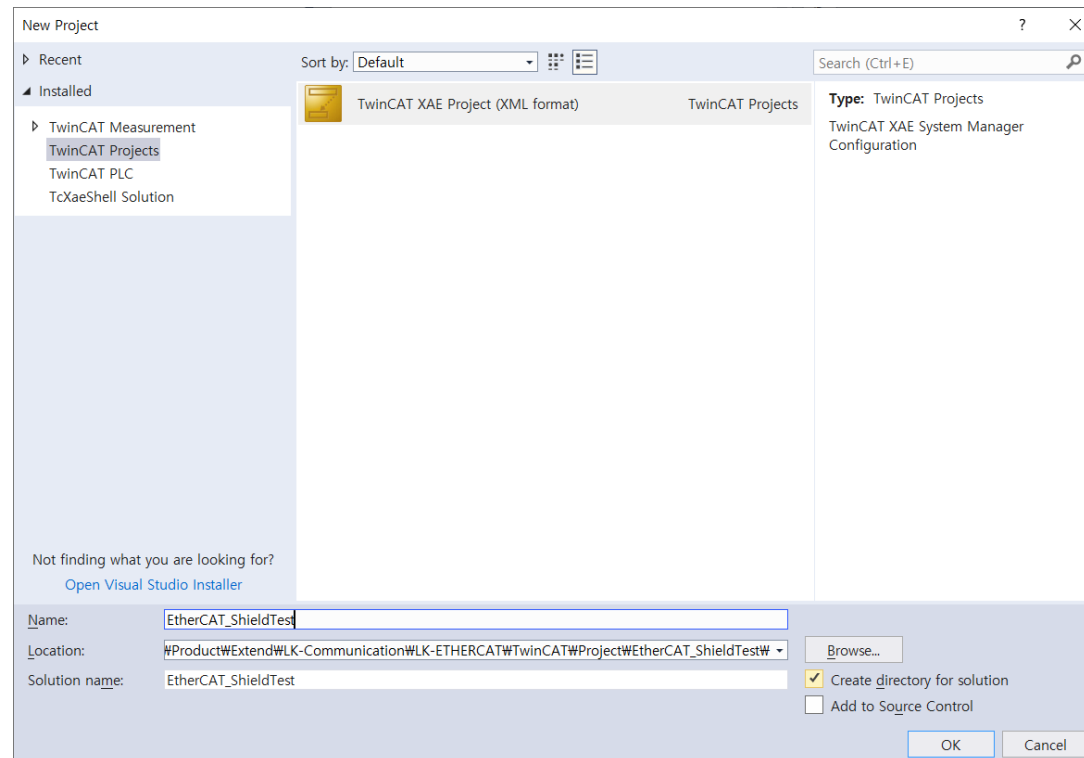 New Project
?
Recent
Sort by: Default
Search (Ctrl+E)
Installed
TwinCAT Measurement
TwinCAT Projects
TwinCAT PLC
TcXaeShell Solution
TwinCAT XAE Project (XML format) TwinCAT Projects
Type: TwinCAT Projects
TwinCAT XAE System Manager
Configuration
Not finding what you are looking for?
Open Visual Studio Installer
Name: EtherCAT_ShieldTest
Location: ₩Product₩Extend₩LK-Communication₩LK-ETHERCAT₩TwinCAT₩Project₩EtherCAT_ShieldTest₩ Browse...
Solution name: EtherCAT_ShieldTest
Create directory for solution
Add to Source Control
OK Cancel